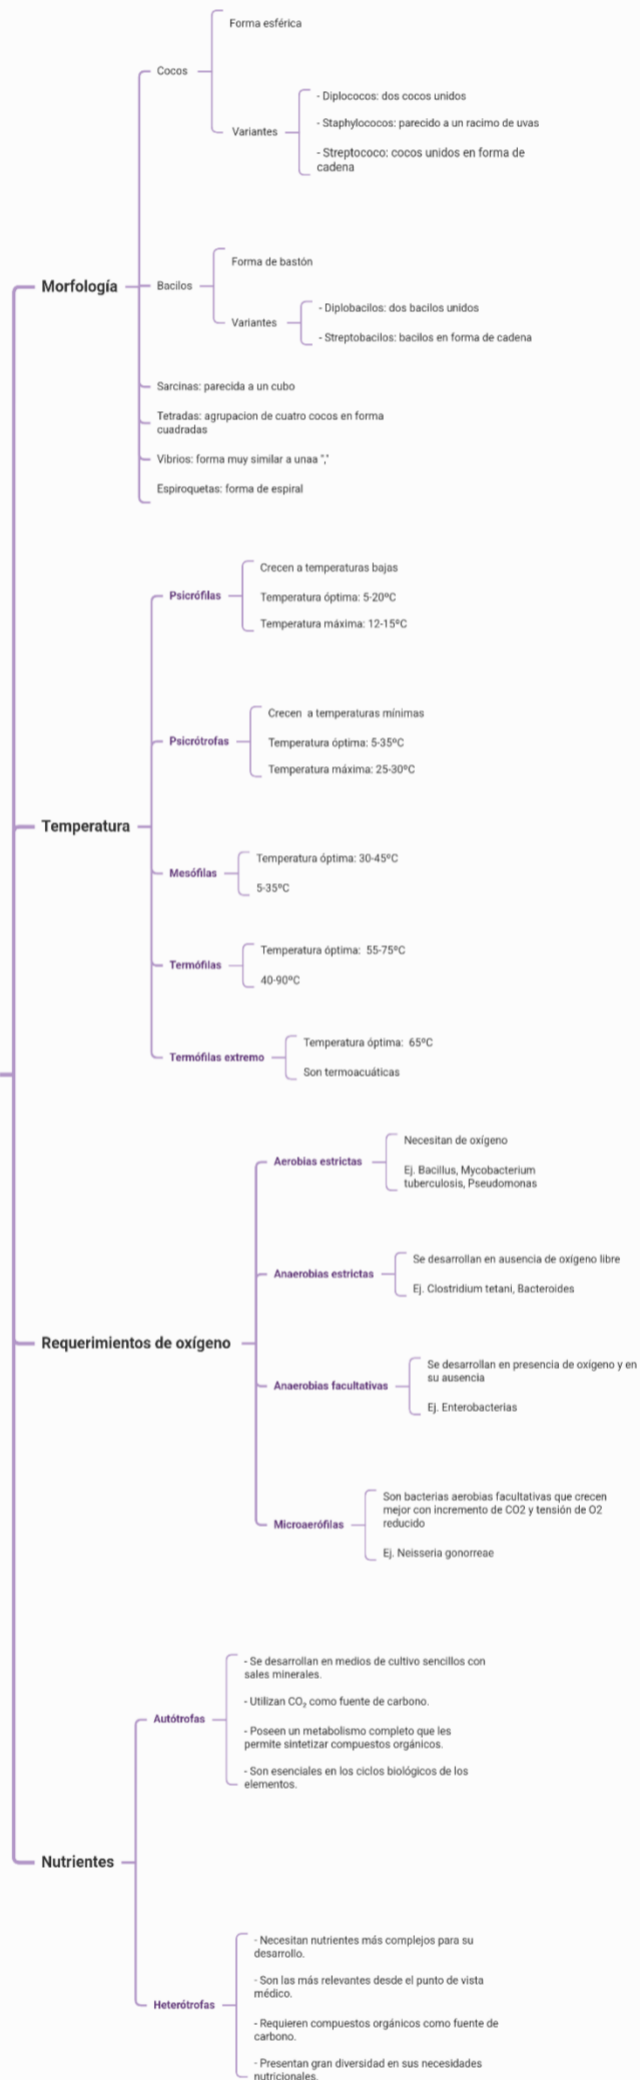 Forma esférica
Cocos
Variantes
- Diplococos: dos cocos unidos
- Staphylococos: parecido a un racimo de uvas
- Streptococo: cocos unidos en forma de
cadena
Morfología
Bacilos
Forma de bastón
Variantes
- Diplobacilos: dos bacilos unidos
- Streptobacilos: bacilos en forma de cadena
Sarcinas: parecida a un cubo
Tetradas: agrupacion de cuatro cocos en forma
cuadradas
Vibrios: forma muy similar a unaa ","
Espiroquetas: forma de espiral
Temperatura
Psicrófilas
Crecen a temperaturas bajas
Temperatura óptima: 5-20ºC
Temperatura máxima: 12-15ºC
Psicrótrofas
Crecen  a temperaturas mínimas
Temperatura óptima: 5-35ºC
Temperatura máxima: 25-30ºC
Mesófilas
Temperatura óptima: 30-45ºC
5-35ºC
Termófilas
Temperatura óptima:  55-75ºC
40-90ºC
Termófilas extremo
Temperatura óptima:  65ºC
Son termoacuáticas
Requerimientos de oxígeno
Aerobias estrictas
Necesitan de oxígeno
Ej. Bacillus, Mycobacterium
tuberculosis, Pseudomonas
Anaerobias estrictas
Se desarrollan en ausencia de oxígeno libre
Ej. Clostridium tetani, Bacteroides
Anaerobias facultativas
Se desarrollan en presencia de oxígeno y en
su ausencia
Ej. Enterobacterias
Microaerófilas
Son bacterias aerobias facultativas que crecen
mejor con incremento de CO2 y tensión de O2
reducido
Ej. Neisseria gonorreae
Nutrientes
Autótrofas
- Se desarrollan en medios de cultivo sencillos con
sales minerales.
- Utilizan CO₂ como fuente de carbono.
- Poseen un metabolismo completo que les
permite sintetizar compuestos orgánicos.
- Son esenciales en los ciclos biológicos de los
elementos.
Heterótrofas
- Necesitan nutrientes más complejos para su
desarrollo.
- Son las más relevantes desde el punto de vista
médico.
- Requieren compuestos orgánicos como fuente de
carbono.
- Presentan gran diversidad en sus necesidades
nutricionales.